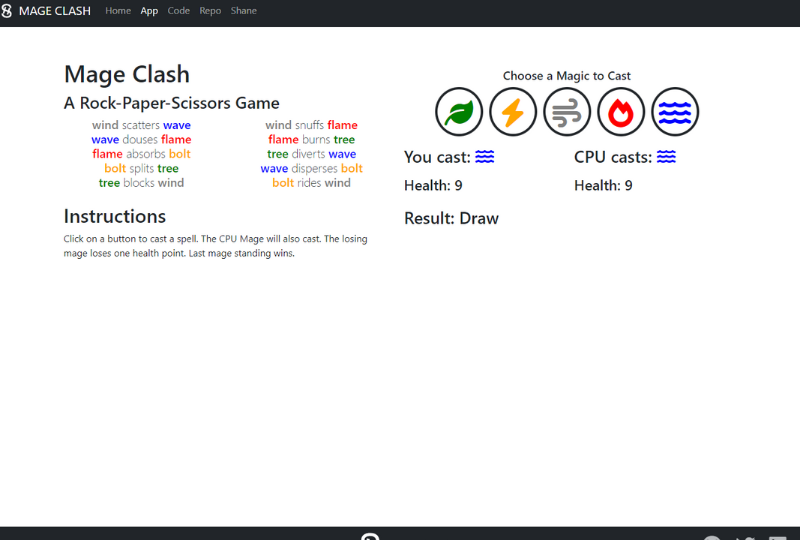 MAGE CLASH Home App Code Repo Share
Mage Clash
A Rock-Paper-Scissors Game
wind scatters wave
wave douses flame
flame absorbs bolt
bolt splits tree
tree blocks wind
wind snuffs flame
flame burns tree
tree diverts wave
wave disperses bolt
bolt rides wind
Instructions
Click on a button to cast a spell. The CPU Mage will also cast. The losing
mage loses one health point. Last mage standing wins.
Choose a Magic to Cast
You cast:
Health: 9
CPU casts:
Health: 9
Result: Draw